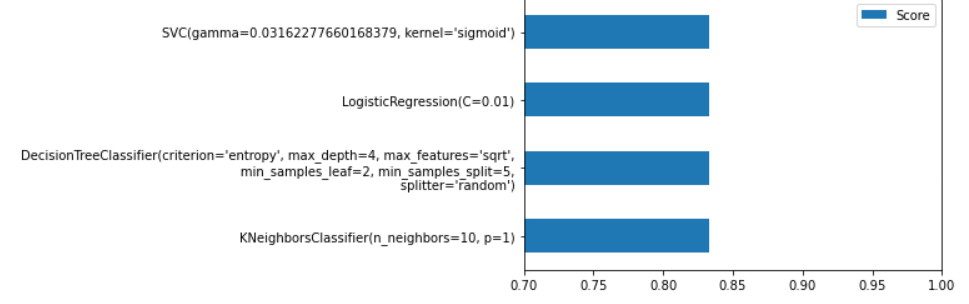 Score
SVC(gamma=0.03162277660168379, kernel='sigmoid')
LogisticRegression(C=0.01)
DecisionTreeClassifier(criterion='entropy', max_depth=4, max_features='sqrt',
min_samples_leaf=2, min_samples_split=5,
splitter='random')
KNeighborsClassifier(n_neighbors=10, p=1)
0.70 0.75 0.80 0.85 0.90 0.95 1.00